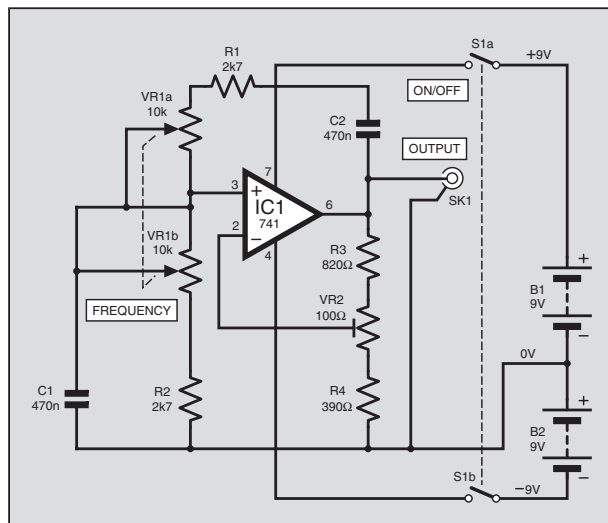 S1a
+9V
R1
2k7
ON/OFF
VR1a
10k
C2
470n
OUTPUT
7
3
+
IC1
741
6
SK1
2
−
4
VR1b
10k
R3
820Ω
FREQUENCY
VR2
100Ω
+
B1
9V
−
0V
C1
470n
R2
2k7
R4
390Ω
+
B2
9V
−
S1b
−9V